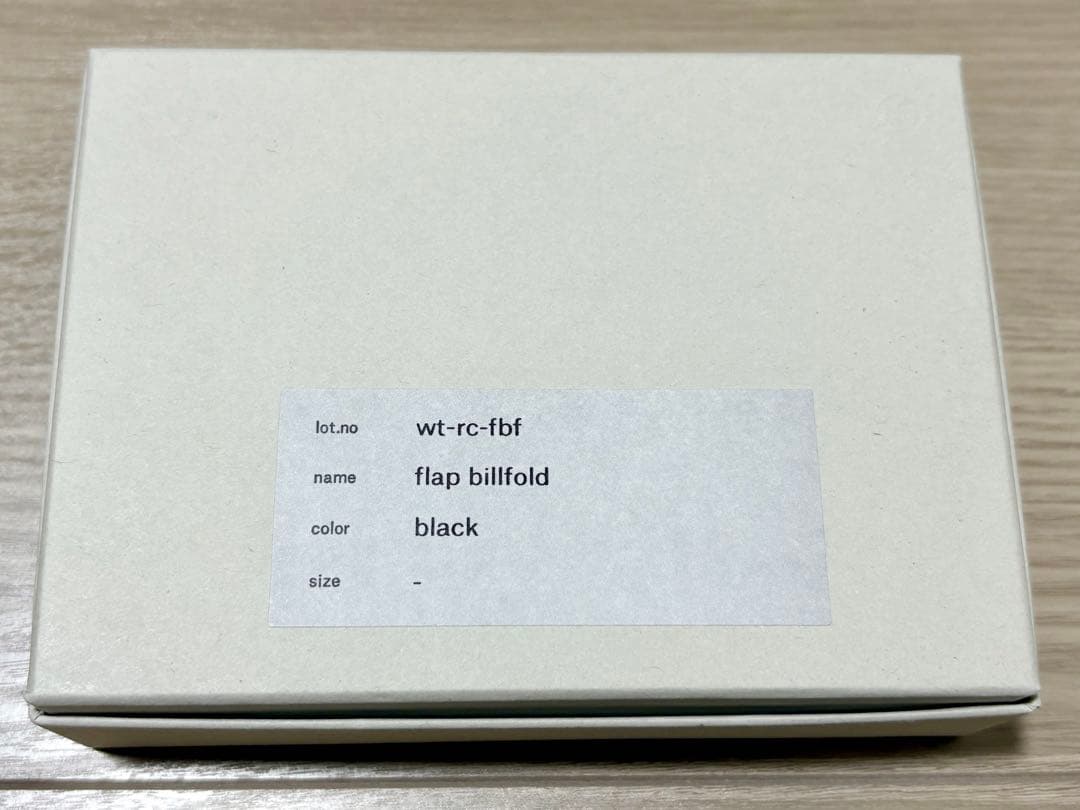 lot.no wt-rc-fbf
name flap billfold
color black
size -